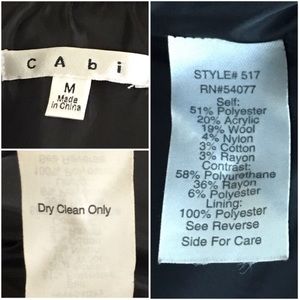 CAbi
M
Made
in China
Dry Clean Only
STYLE# 517
RN#54077
Self:
51% Polyester
20% Acrylic
19% Wool
4% Nylon
3% Cotton
3% Rayon
Contrast:
58% Polyurethane
36% Rayon
6% Polyester
Lining:
100% Polyester
See Reverse
Side For Care